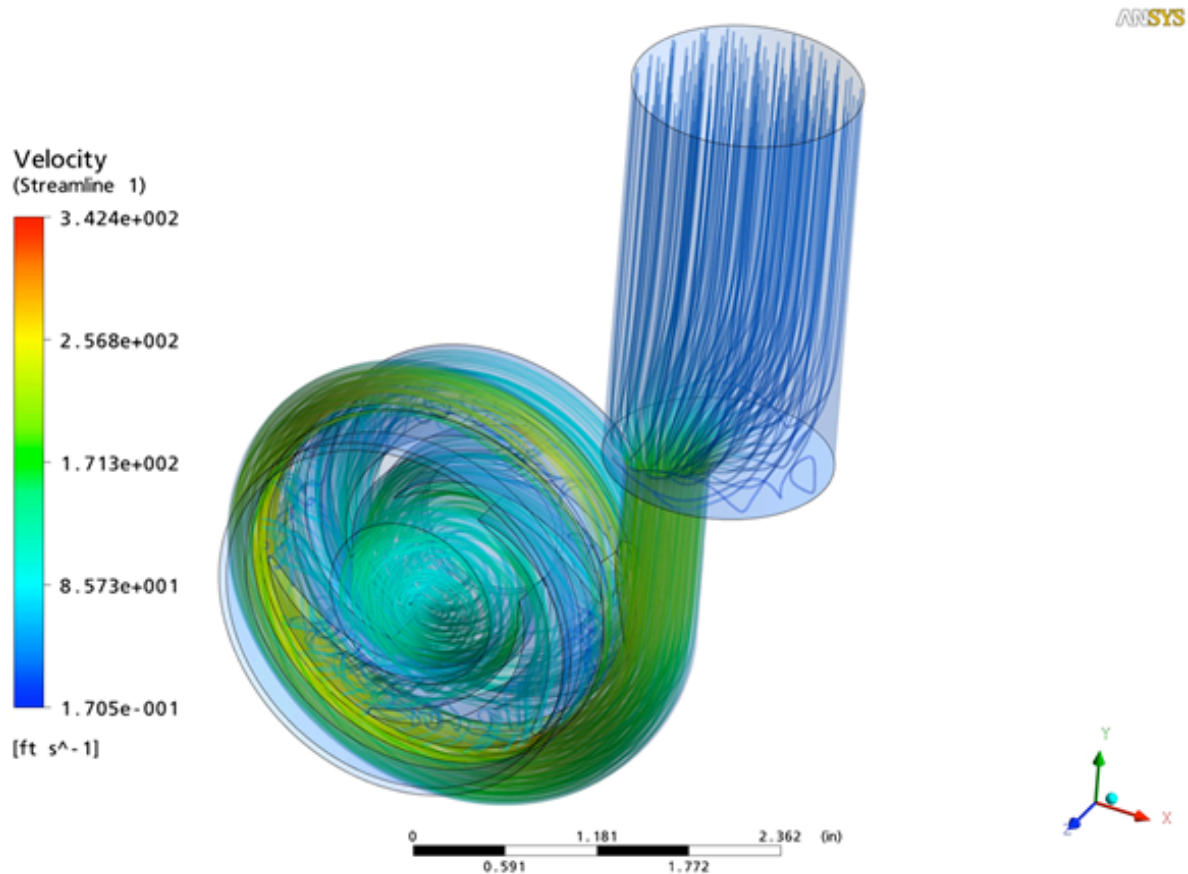 ANSYS
Velocity
(Streamline 1)
3.424e+002
2.568e+002
1.713e+002
8.573e+001
1.705e-001
[ft s^-1]
0 1.181 2.362 (in)
0.591 1.772
Y
X
Z